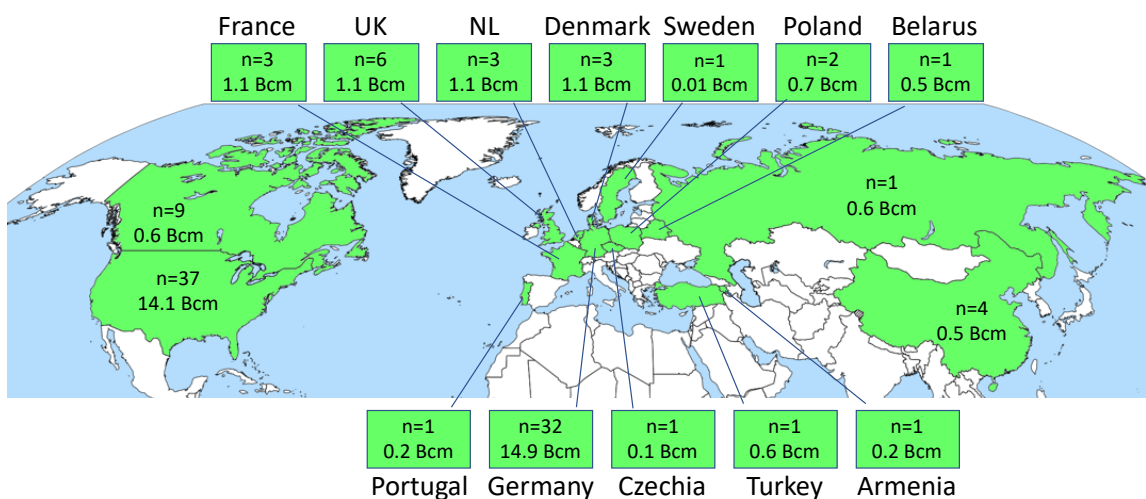 France UK NL Denmark Sweden Poland Belarus
n=3 n=6 n=3 n=3 n=1 n=2 n=1
1.1 Bcm 1.1 Bcm 1.1 Bcm 1.1 Bcm 0.01 Bcm 0.7 Bcm 0.5 Bcm
n=9
0.6 Bcm
n=37
14.1 Bcm
n=1
0.6 Bcm
n=4
0.5 Bcm
n=1 n=32 n=1 n=1 n=1
0.2 Bcm 14.9 Bcm 0.1 Bcm 0.6 Bcm 0.2 Bcm
Portugal Germany Czechia Turkey Armenia